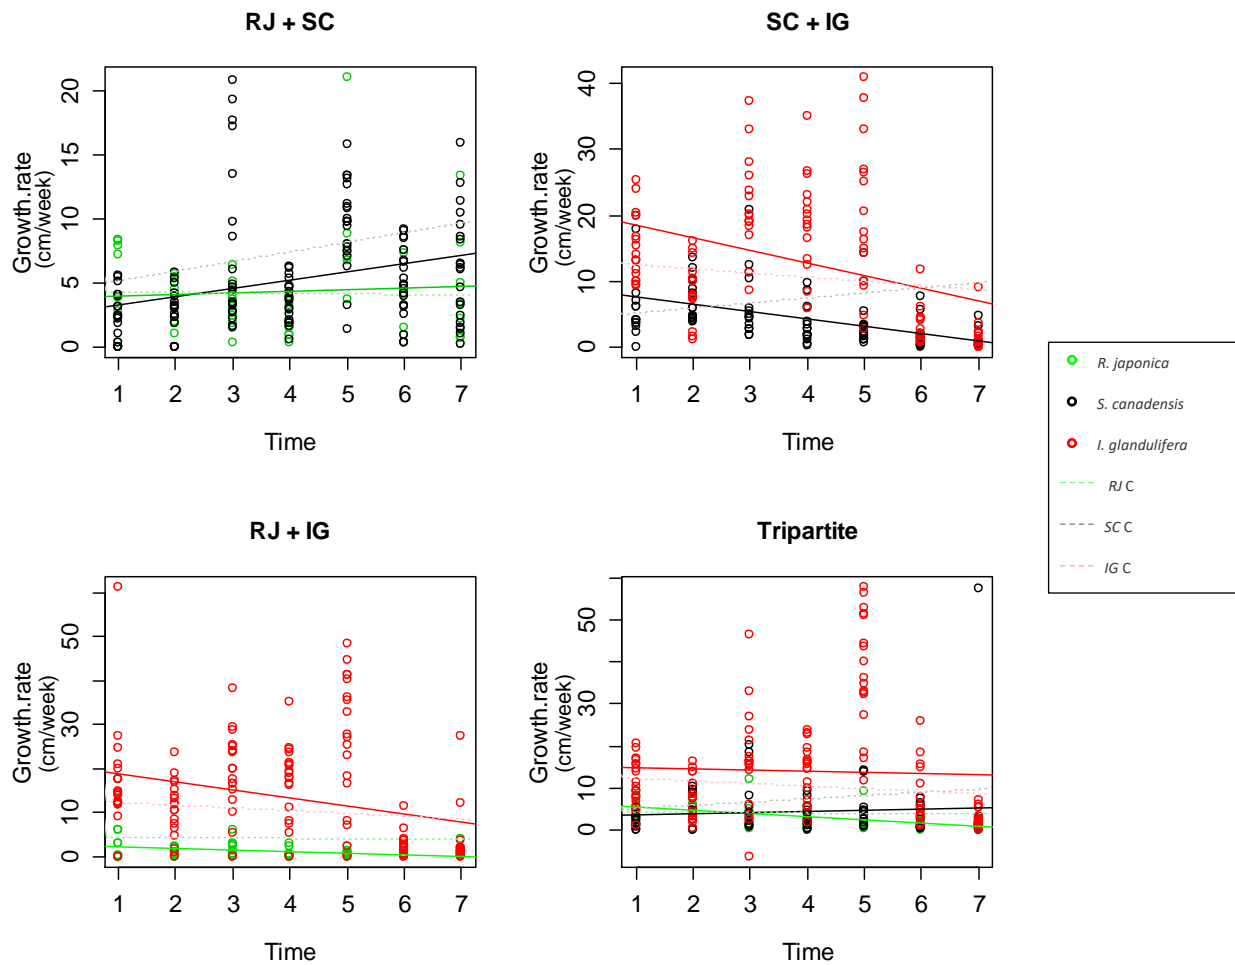 RJ + SC
Growth.rate
(cm/week)
20
15
10
5
0
1 2 3 4 5 6 7
Time
SC + IG
Growth.rate
(cm/week)
40
30
20
10
0
1 2 3 4 5 6 7
Time
R. japonica
S. canadensis
I. glandulifera
RJ C
SC C
IG C
RJ + IG
Growth.rate
(cm/week)
50
30
10
0
1 2 3 4 5 6 7
Time
Tripartite
Growth.rate
(cm/week)
50
30
10
0
1 2 3 4 5 6 7
Time